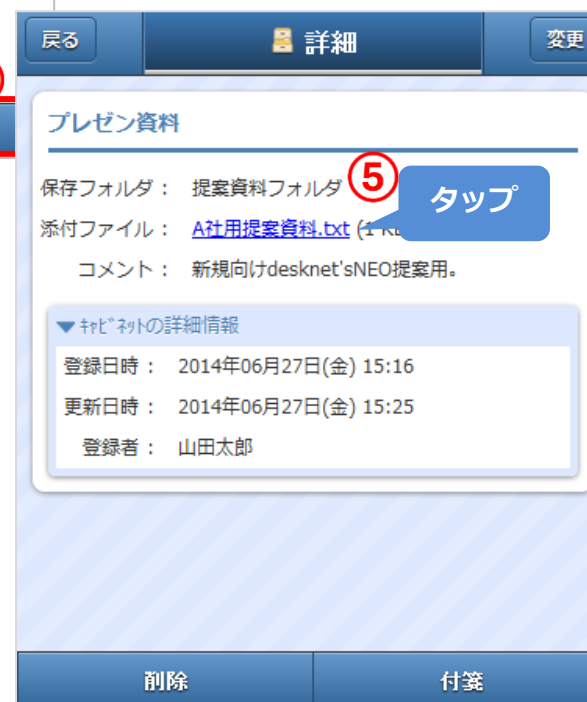 戻る
詳細
変更
プレゼン資料
⑤
タップ
保存フォルダ： 提案資料フォルダ
添付ファイル： A社用提案資料.txt (1 KB
コメント： 新規向けdesknet'sNEO提案用。
▼ｷｬﾋﾞﾈｯﾄの詳細情報
登録日時： 2014年06月27日(金) 15:16
更新日時： 2014年06月27日(金) 15:25
登録者： 山田太郎
削除
付箋